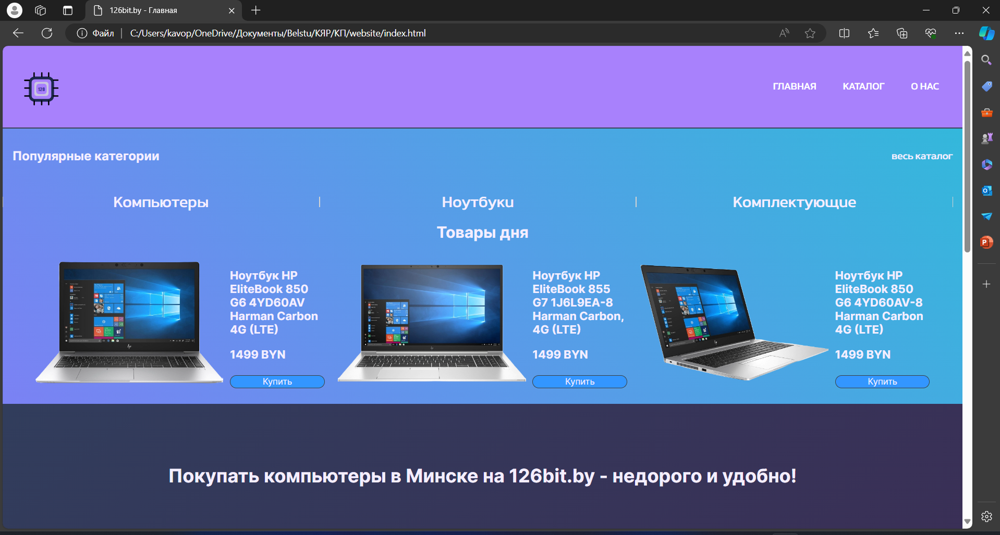 126bit.by - Главная
Файл
C:/Users/kavop/OneDrive/Документы/Belstu/КЯР/КП/website/index.html
128
ГЛАВНАЯ
КАТАЛОГ
О НАС
Популярные категории
весь каталог
Компьютеры
Ноутбуки
Комплектующие
Товары дня
Ноутбук HP
EliteBook 850
G6 4YD60AV
Harman Carbon
4G (LTE)
1499 BYN
Купить
Ноутбук HP
EliteBook 855
G7 1J6L9EA-8
Harman Carbon,
4G (LTE)
1499 BYN
Купить
Ноутбук HP
EliteBook 850
G6 4YD60AV-8
Harman Carbon
4G (LTE)
1499 BYN
Купить
Покупать компьютеры в Минске на 126bit.by - недорого и удобно!